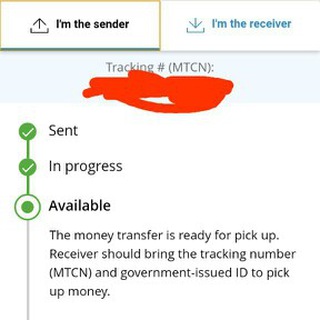 I'm the sender
I'm the receiver
Tracking # (MTCN):
Sent
In progress
Available
The money transfer is ready for pick up.
Receiver should bring the tracking number
(MTCN) and government-issued ID to pick
up money.